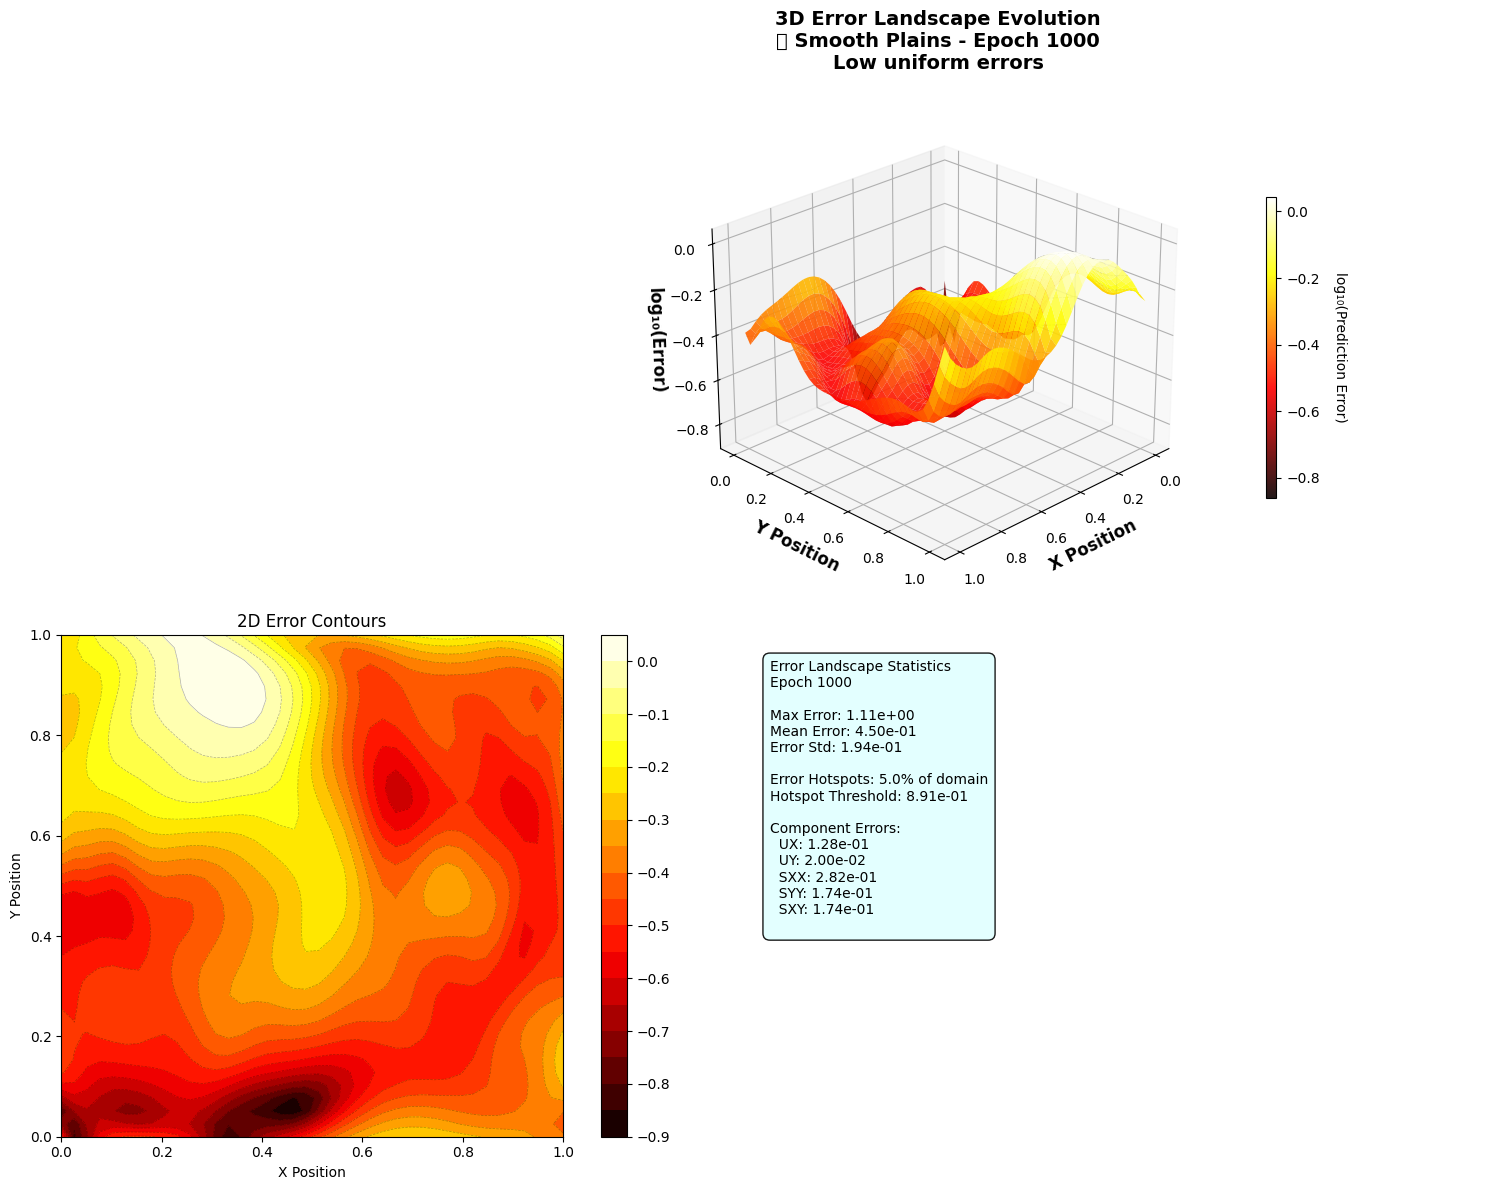 3D Error Landscape Evolution
Smooth Plains - Epoch 1000
Low uniform errors
0.0
−0.2
−0.4
−0.6
−0.8
log₁₀(Error)
0.0
0.2
0.4
0.6
0.8
1.0
Y Position
0.0
0.2
0.4
0.6
0.8
1.0
X Position
0.0
−0.2
−0.4
−0.6
−0.8
log₁₀(Prediction Error)
2D Error Contours
1.0
0.8
0.6
0.4
0.2
0.0
Y Position
0.0
0.2
0.4
0.6
0.8
1.0
X Position
0.0
−0.1
−0.2
−0.3
−0.4
−0.5
−0.6
−0.7
−0.8
−0.9
Error Landscape Statistics
Epoch 1000
Max Error: 1.11e+00
Mean Error: 4.50e-01
Error Std: 1.94e-01
Error Hotspots: 5.0% of domain
Hotspot Threshold: 8.91e-01
Component Errors:
UX: 1.28e-01
UY: 2.00e-02
SXX: 2.82e-01
SYY: 1.74e-01
SXY: 1.74e-01